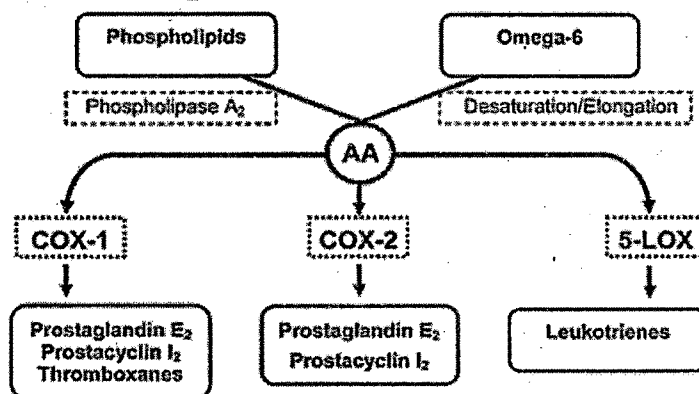 Phospholipids
Omega-6
Phospholipase A₂
Desaturation/Elongation
AA
COX-1
COX-2
5-LOX
Prostaglandin E₂
Prostacyclin I₂
Thromboxanes
Prostaglandin E₂
Prostacyclin I₂
Leukotrienes